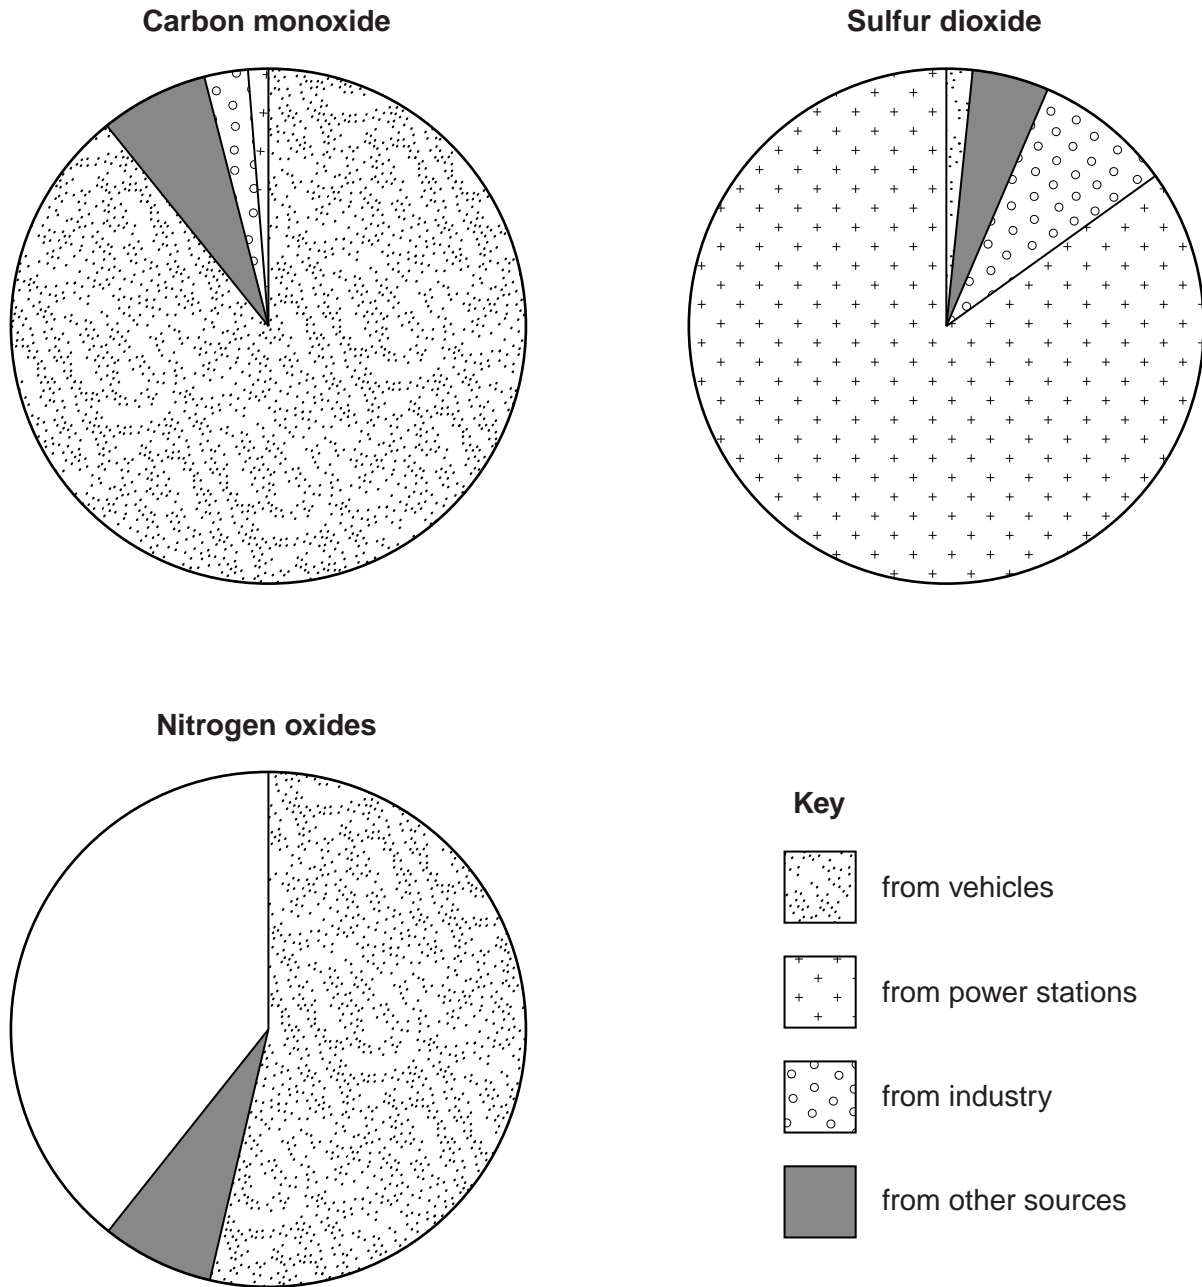 Carbon monoxide
Sulfur dioxide
Nitrogen oxides
Key
from vehicles
from power stations
from industry
from other sources